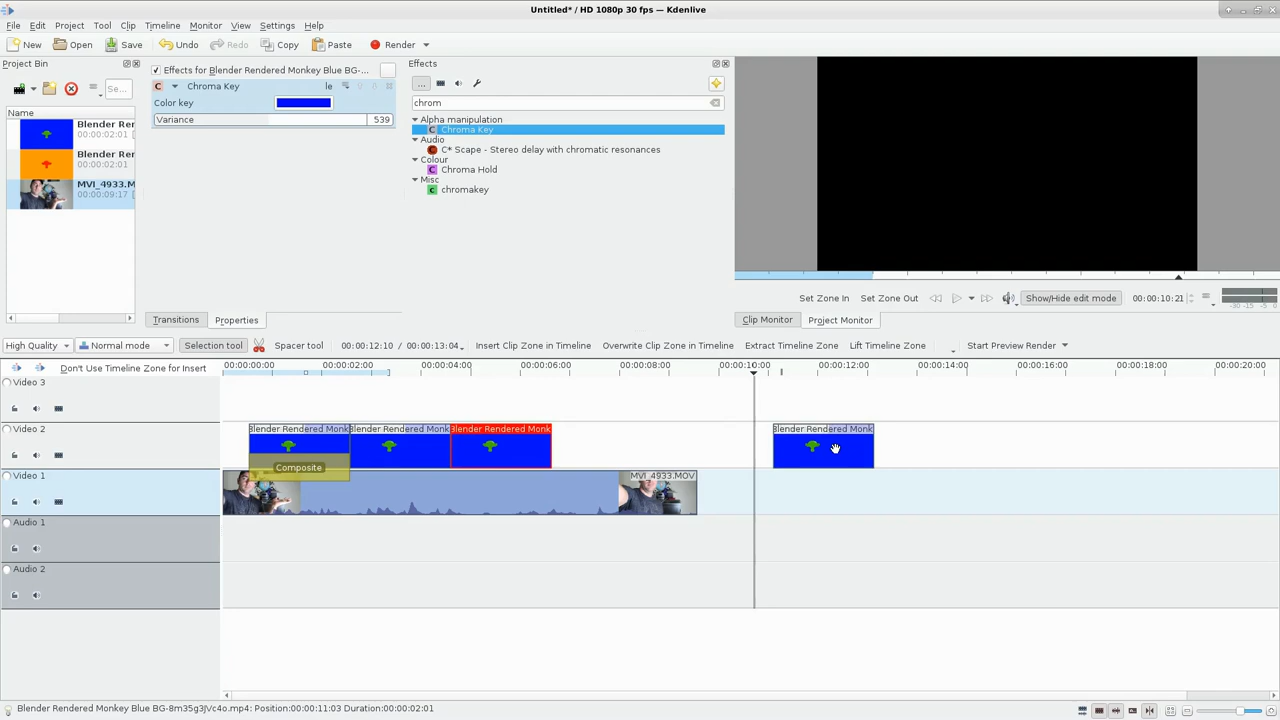 Untitled* / HD 1080p 30 fps — Kdenlive
File Edit Project Tool Clip Timeline Monitor View Settings Help
New Open Save Undo Redo Copy Paste Render
Project Bin
Se...
Name
Blender Rer
00:00:02:01
Blender Rer
00:00:02:01
MVI_4933.M
00:00:09:17
Effects for Blender Rendered Monkey Blue BG-...
Chroma Key
Color key
Variance 539
Transitions Properties
Effects
chrom
Alpha manipulation
Chroma Key
Audio
C* Scape - Stereo delay with chromatic resonances
Colour
Chroma Hold
Misc
chromakey
Set Zone In Set Zone Out Show/Hide edit mode 00:00:10:21
-30 -15 -5 0
Clip Monitor Project Monitor
High Quality Normal mode Selection tool Spacer tool 00:00:12:10 / 00:00:13:04 Insert Clip Zone in Timeline Overwrite Clip Zone in Timeline Extract Timeline Zone Lift Timeline Zone Start Preview Render
Don't Use Timeline Zone for Insert
00:00:00:00 00:00:02:00 00:00:04:00 00:00:06:00 00:00:08:00 00:00:10:00 00:00:12:00 00:00:14:00 00:00:16:00 00:00:18:00 00:00:20:00
Video 3
Video 2
Blender Rendered Monk Blender Rendered Monk Blender Rendered Monk Blender Rendered Monk
Composite
Video 1
MVI_4933.MOV
Audio 1
Audio 2
Blender Rendered Monkey Blue BG-8m35g3JVc4o.mp4: Position:00:00:11:03 Duration:00:00:02:01